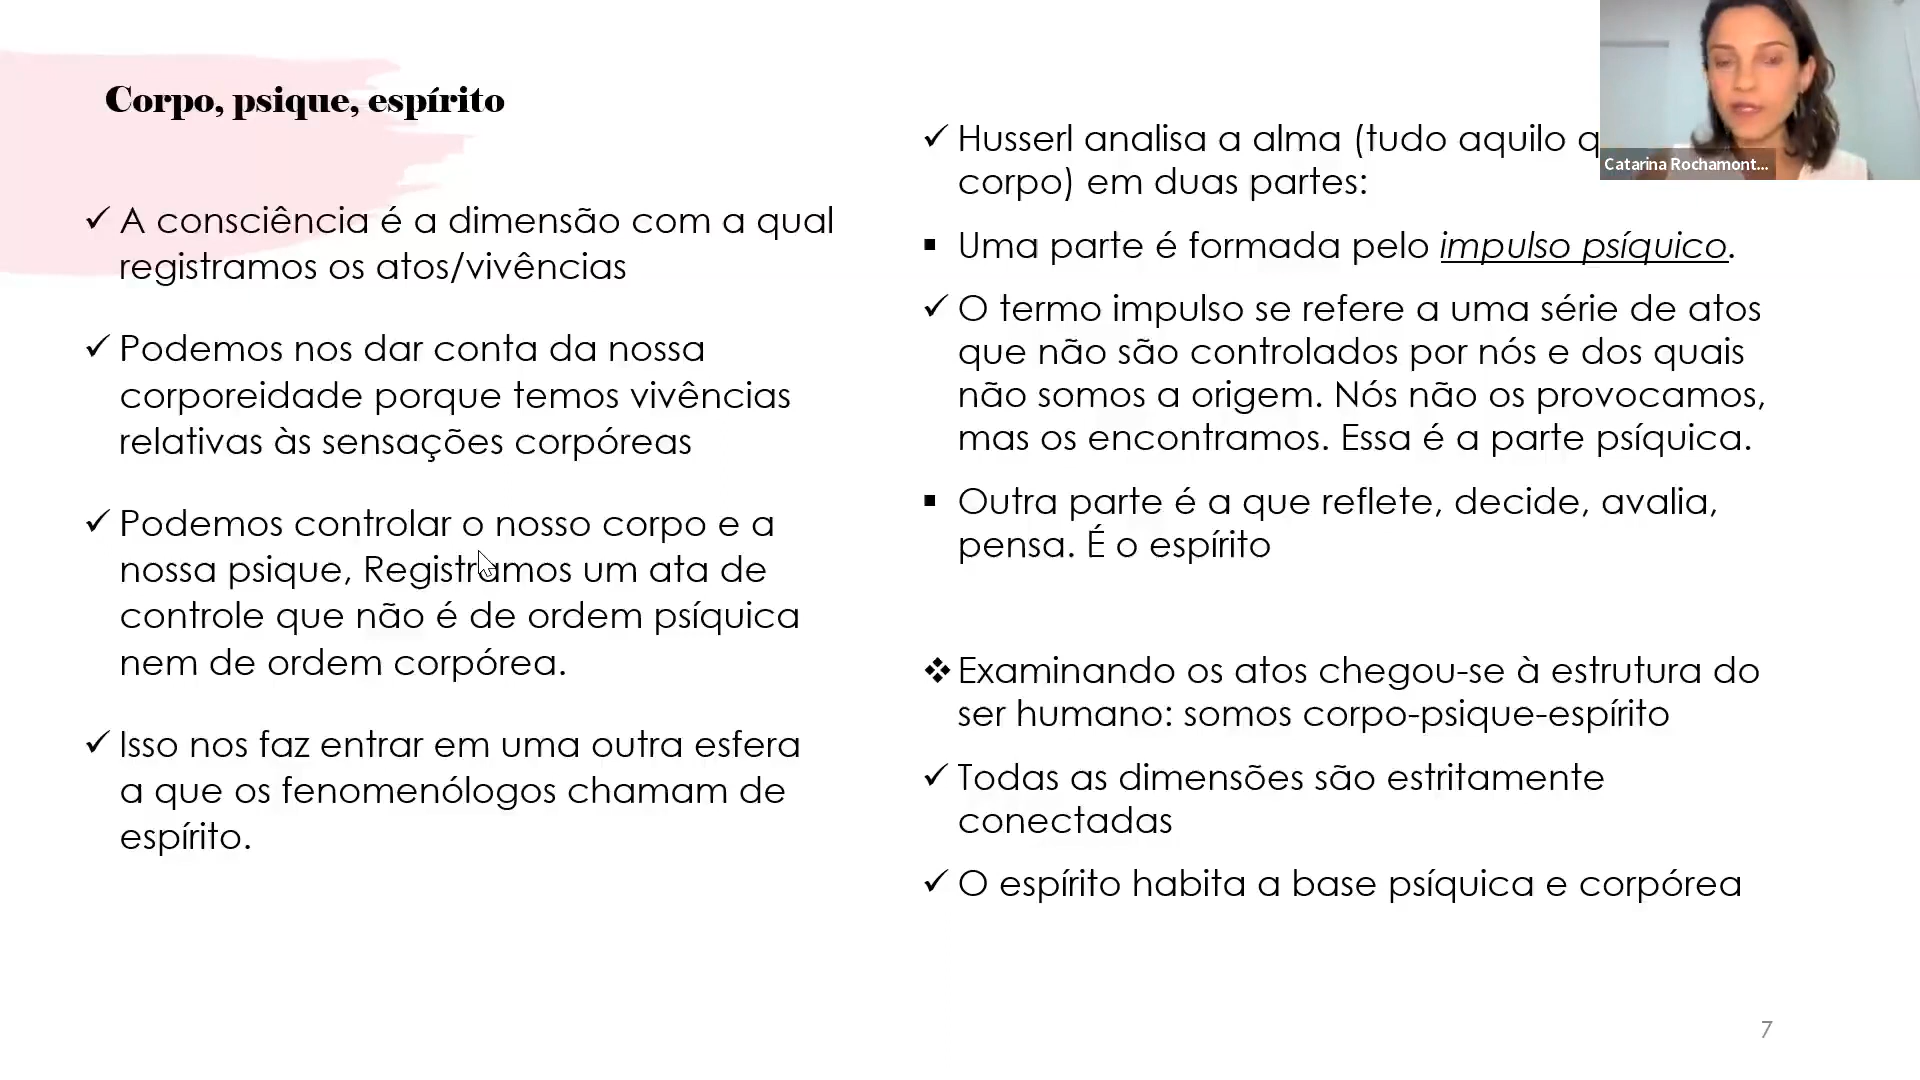 Corpo, psique, espírito
✓ A consciência é a dimensão com a qual
registramos os atos/vivências
✓ Podemos nos dar conta da nossa
corporeidade porque temos vivências
relativas às sensações corpóreas
✓ Podemos controlar o nosso corpo e a
nossa psique, Registramos um ata de
controle que não é de ordem psíquica
nem de ordem corpórea.
✓ Isso nos faz entrar em uma outra esfera
a que os fenomenólogos chamam de
espírito.
✓ Husserl analisa a alma (tudo aquilo q
corpo) em duas partes:
▪ Uma parte é formada pelo impulso psíquico.
✓ O termo impulso se refere a uma série de atos
que não são controlados por nós e dos quais
não somos a origem. Nós não os provocamos,
mas os encontramos. Essa é a parte psíquica.
▪ Outra parte é a que reflete, decide, avalia,
pensa. É o espírito
❖ Examinando os atos chegou-se à estrutura do
ser humano: somos corpo-psique-espírito
✓ Todas as dimensões são estritamente
conectadas
✓ O espírito habita a base psíquica e corpórea
Catarina Rochamont...
7